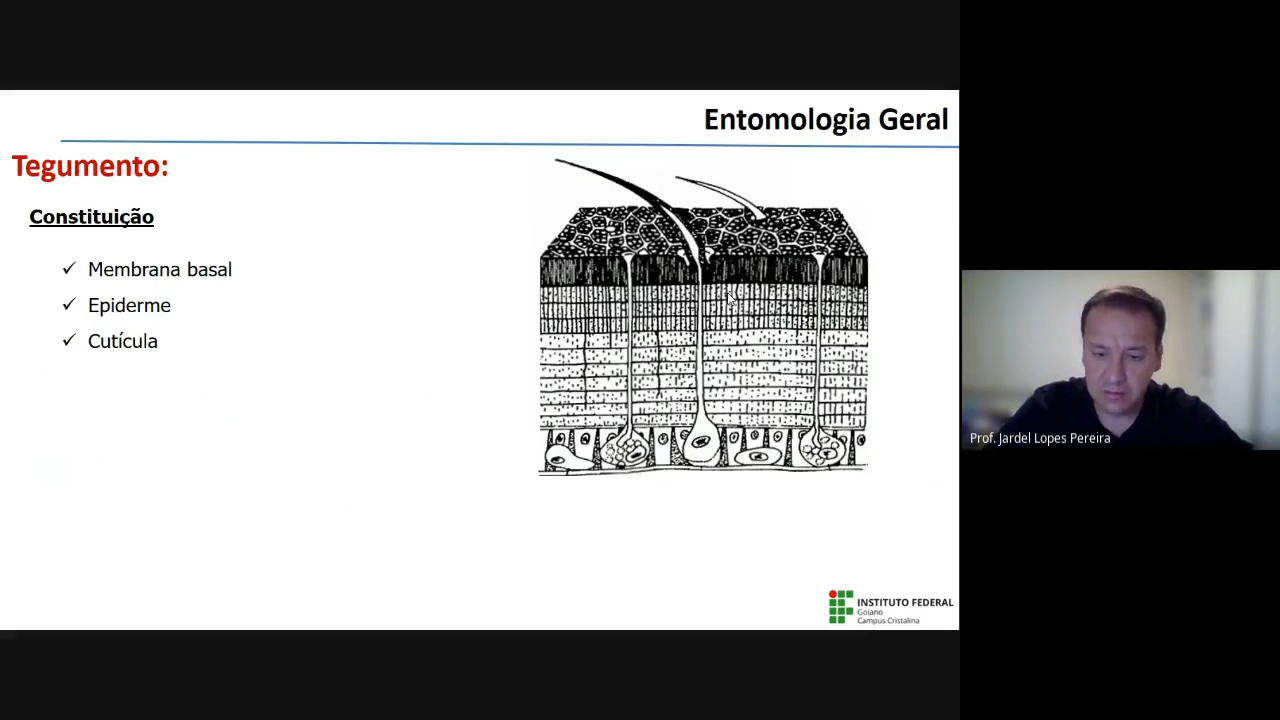 Entomologia Geral
Tegumento:
Constituição
✓ Membrana basal
✓ Epiderme
✓ Cutícula
Prof. Jardel Lopes Pereira
INSTITUTO FEDERAL
Goiano
Campus Cristalina